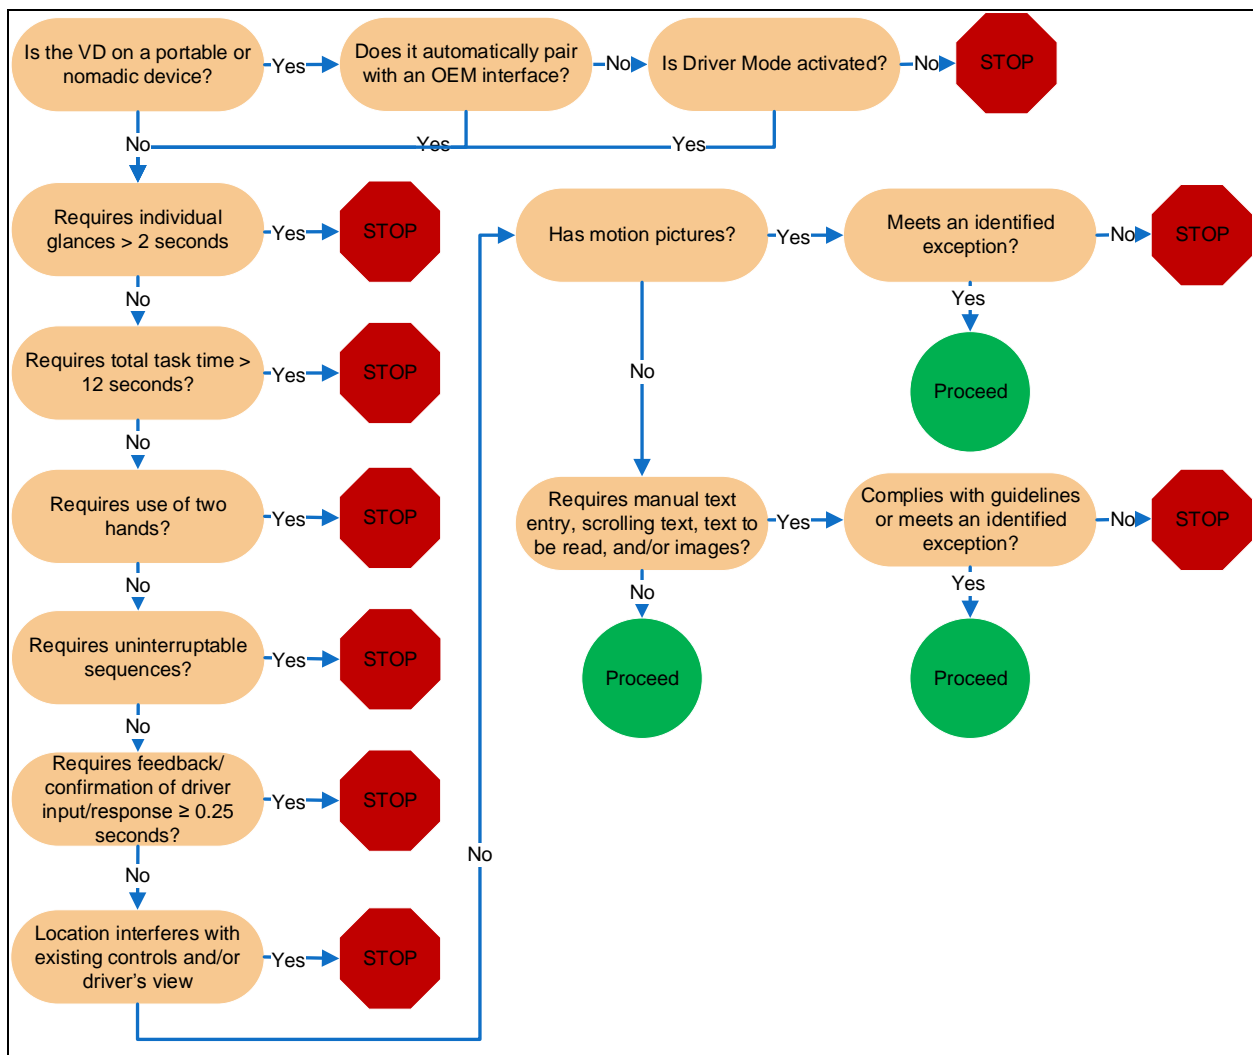 Is the VD on a portable or
nomadic device?
Yes
Does it automatically pair
with an OEM interface?
No
Is Driver Mode activated?
No
STOP
No
Yes
Yes
Requires individual
glances > 2 seconds
Yes
STOP
No
Requires total task time >
12 seconds?
Yes
STOP
No
Requires use of two
hands?
Yes
STOP
No
Requires uninterruptable
sequences?
Yes
STOP
No
Requires feedback/
confirmation of driver
input/response ≥ 0.25
seconds?
Yes
STOP
No
Location interferes with
existing controls and/or
driver's view
Yes
STOP
No
Has motion pictures?
Yes
Meets an identified
exception?
No
STOP
Yes
Proceed
No
Requires manual text
entry, scrolling text, text to
be read, and/or images?
Yes
Complies with guidelines
or meets an identified
exception?
No
STOP
No
Proceed
Yes
Proceed